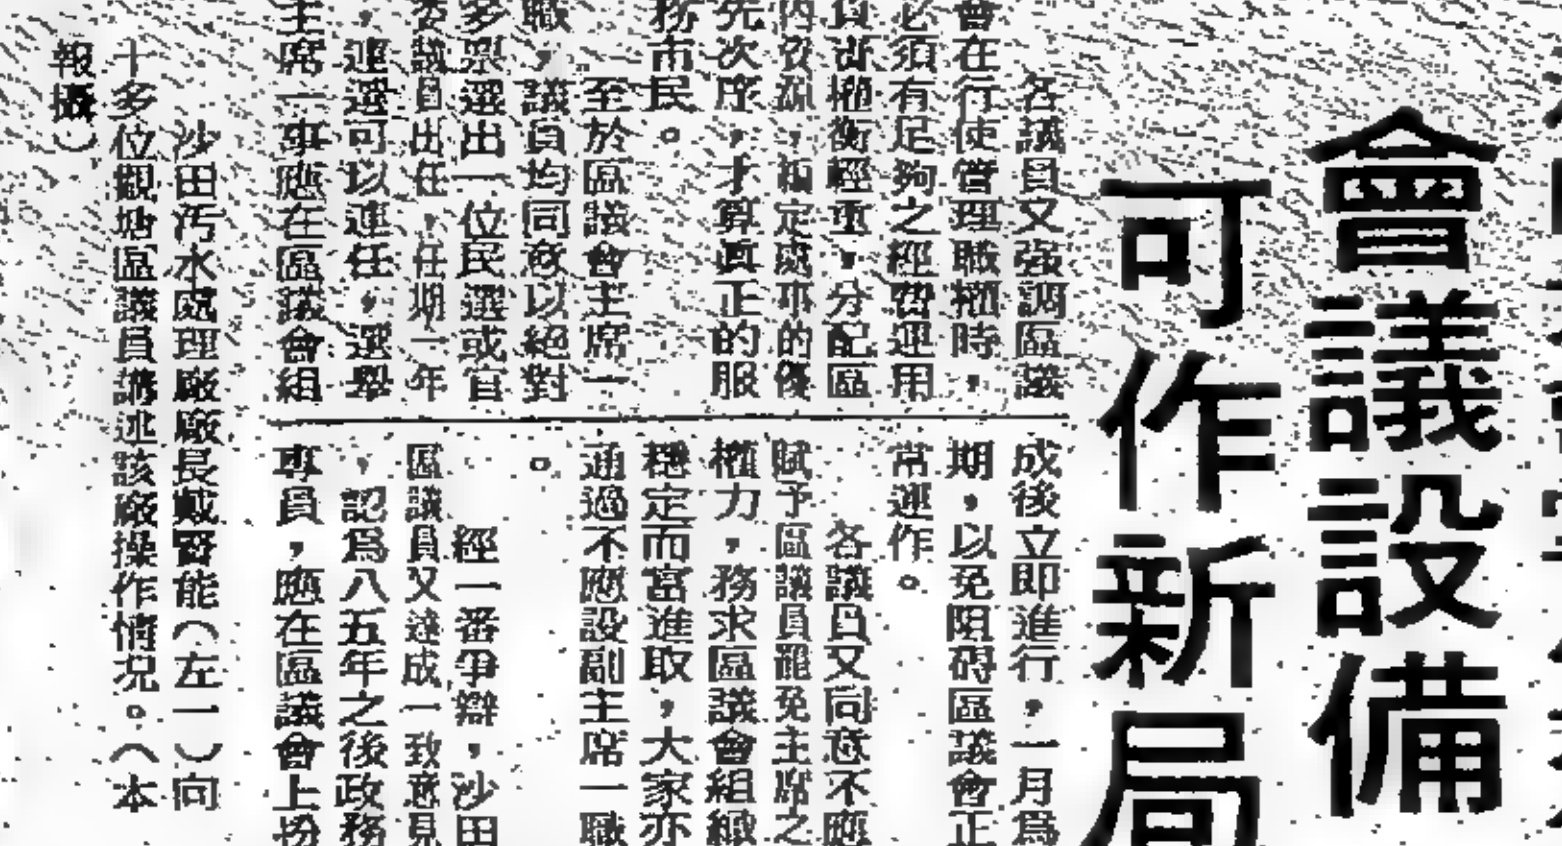 會議設備
可作新局
各議員又强調區議
會在行使管理職權時，
必須有足夠之經費運用
負責權衡輕重，分配區
內資源，釐定處事的優
先次序，才算眞正的服
務市民。
至於區議會主席一
職，議員均同意以絕對
多票選出一位民選或官
委議員出任，任期一年
，連選可以連任，選舉
主席一事應在區議會組
成後立即進行，一月爲
期，以免阻碍區議會正
常運作。
各議員又同意不應
賦予區議員罷免主席之
權力，務求區議會組織
穩定而富進取，大家亦
通過不應設副主席一職
。
經一番爭辯，沙田
區議員又達成一致意見
，認爲八五年之後政務
專員，應在區議會上扮
沙田汚水處理廠廠長戴賢能（左一）向
十多位觀塘區議員講述該廠操作情况。（本
報攝）